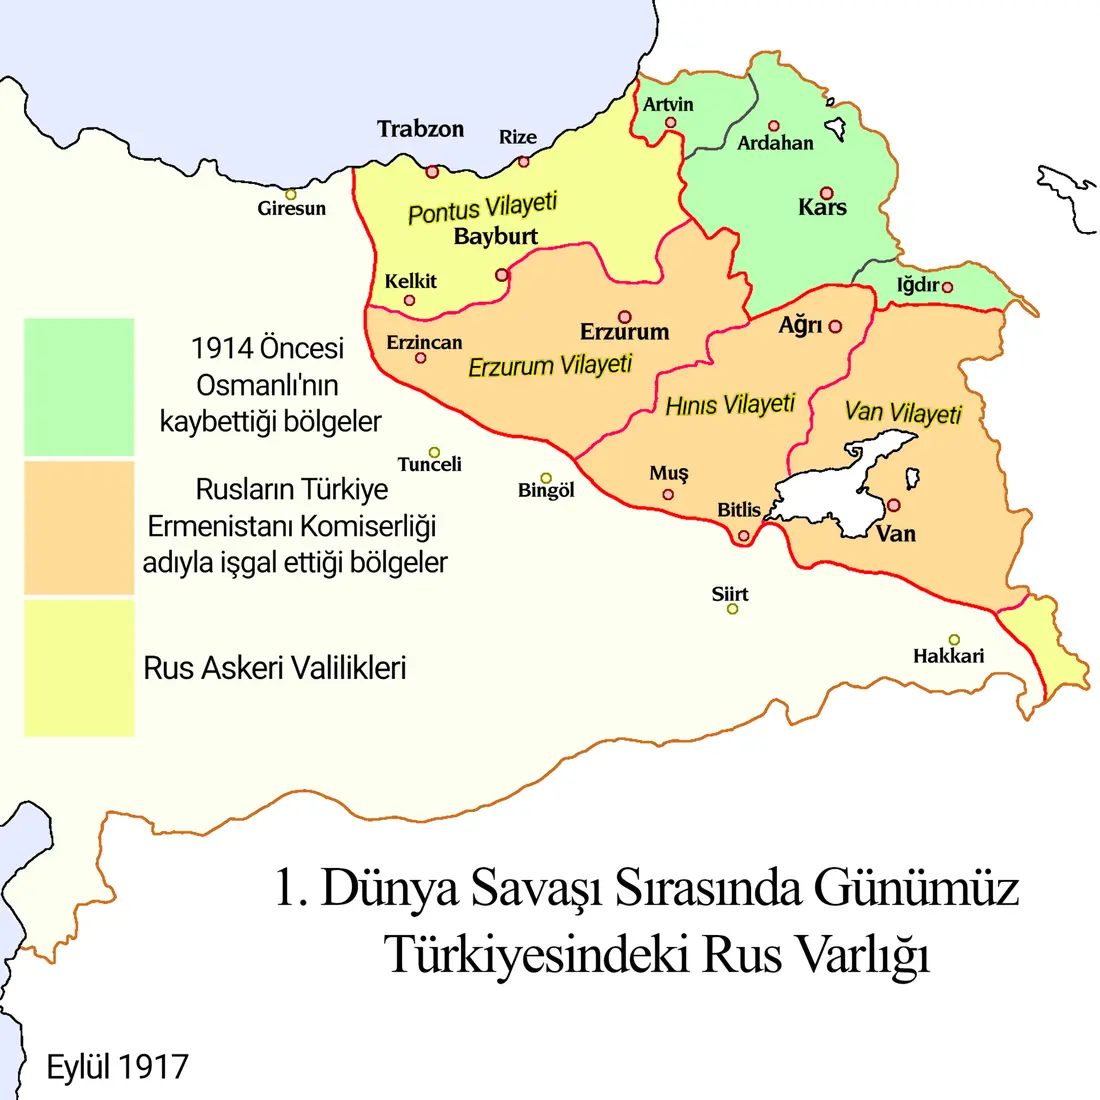 Trabzon
Rize
Giresun
Artvin
Ardahan
Kars
Iğdır
Pontus Vilayeti
Bayburt
Kelkit
Erzincan
Erzurum
Erzurum Vilayeti
Ağrı
Hınıs Vilayeti
Van Vilayeti
Tunceli
Bingöl
Muş
Bitlis
Van
Siirt
Hakkari
1914 Öncesi
Osmanlı'nın
kaybettiği bölgeler
Rusların Türkiye
Ermenistanı Komiserliği
adıyla işgal ettiği bölgeler
Rus Askeri Valilikleri
1. Dünya Savaşı Sırasında Günümüz
Türkiyesindeki Rus Varlığı
Eylül 1917